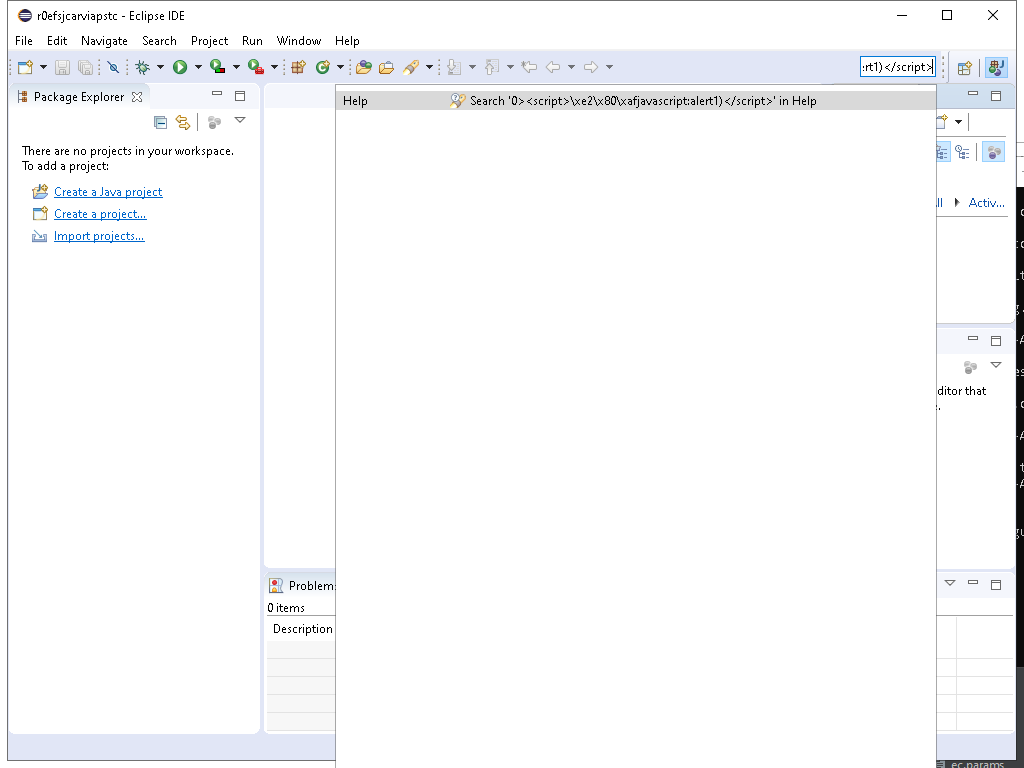 r0efsjcarviapstc - Eclipse IDE
File Edit Navigate Search Project Run Window Help
:rt1)</script>
Package Explorer
Help Search '0><script>\xe2\x80\xafjavascript:alert1)</script>' in Help
There are no projects in your workspace.
To add a project:
Create a Java project
Create a project...
Import projects...
Activ...
ditor that
Problem
0 items
Description
ec.params